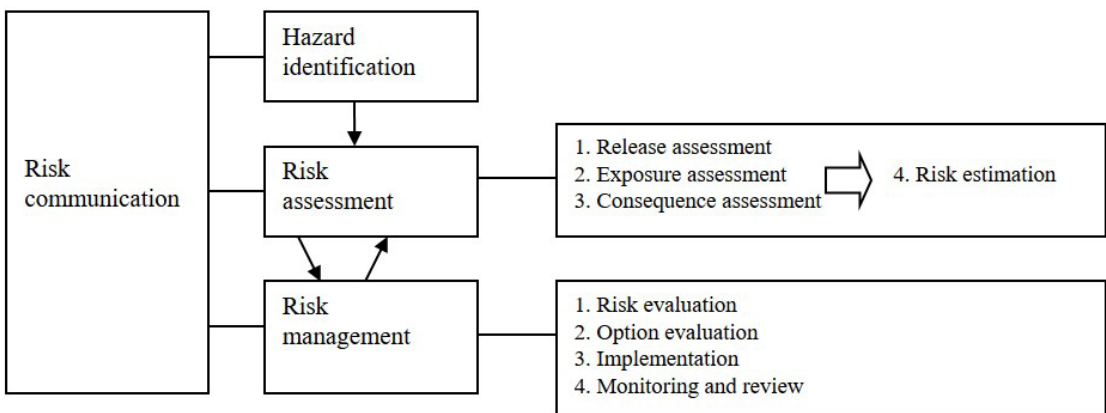 Risk
communication
Hazard
identification
Risk
assessment
1. Release assessment
2. Exposure assessment
3. Consequence assessment
4. Risk estimation
Risk
management
1. Risk evaluation
2. Option evaluation
3. Implementation
4. Monitoring and review